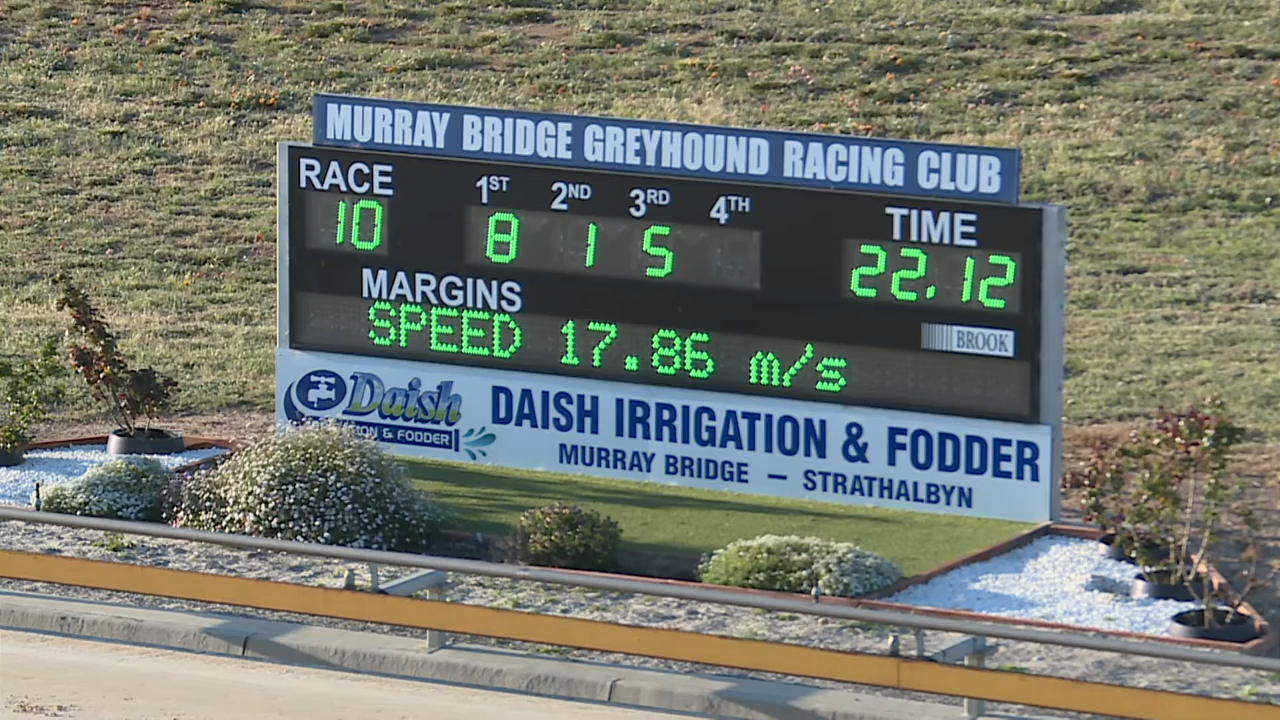 MURRAY BRIDGE GREYHOUND RACING CLUB
RACE 1ST 2ND 3RD 4TH TIME
10 8 1 5 22.12
MARGINS
SPEED 17.86 m/s
BROOK
Daish
& FODDER
DAISH IRRIGATION & FODDER
MURRAY BRIDGE – STRATHALBYN